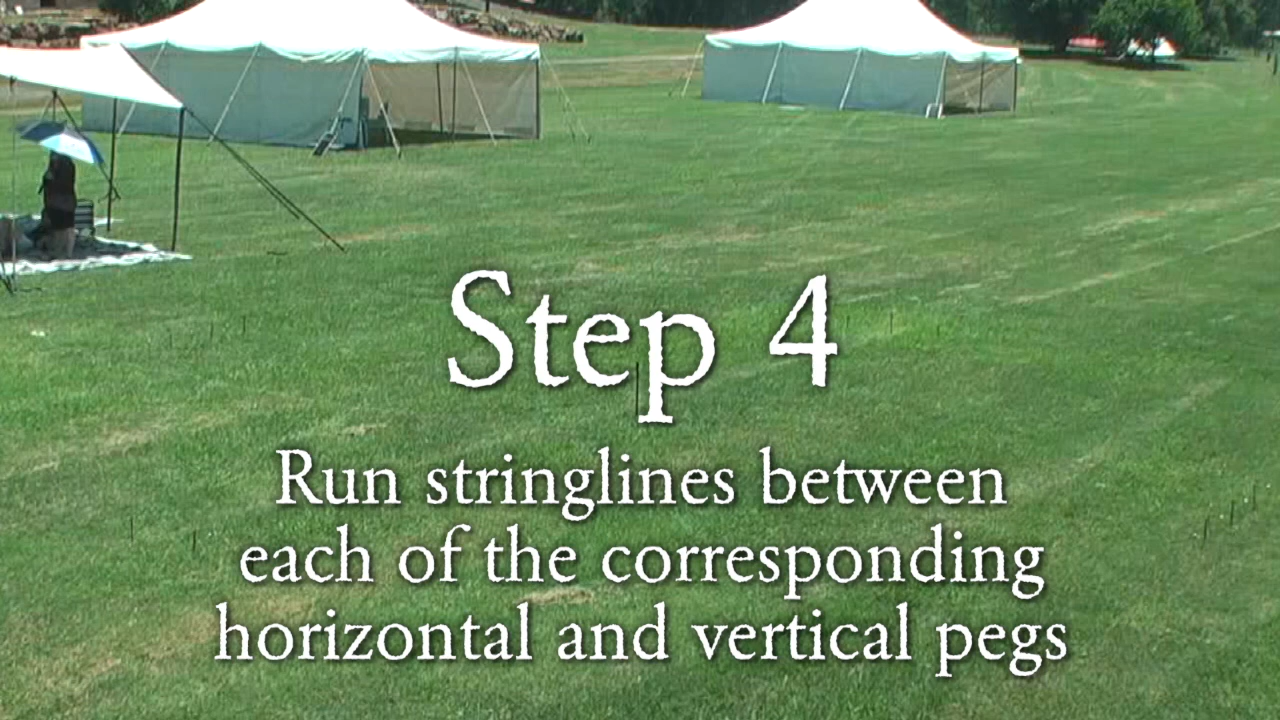 Step 4
Run stringlines between
each of the corresponding
horizontal and vertical pegs